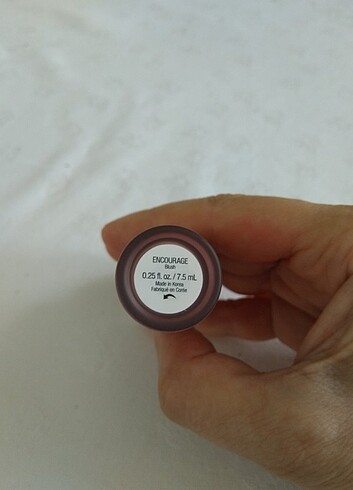 ENCOURAGE
Blush
0.25 fl. oz. / 7.5 mL
Made in Korea
Fabriqué en Corée